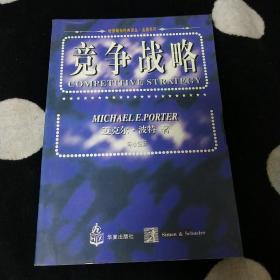 竞争战略
COMPETITIVE STRATEGY
MICHAEL E. PORTER
迈克尔·波特 著
华夏出版社
Simon & Schuster